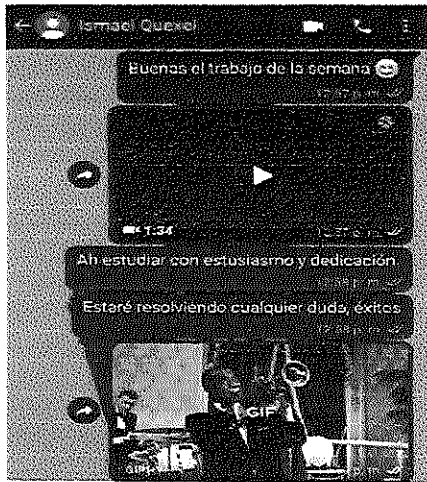 Ismael Quexel
Buenas el trabajo de la semana
1:34
Ah estudiar con estusiasmo y dedicación
Estaré resolviendo cualquier duda, éxitos
GIF